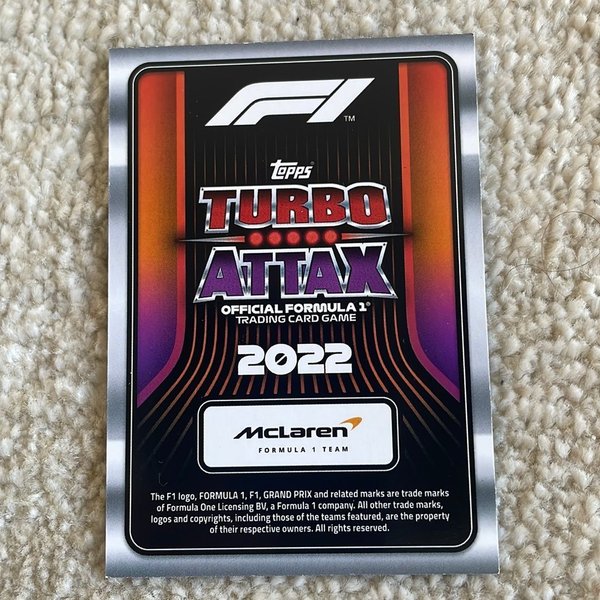 F1™
Topps®
TURBO
ATTAX
OFFICIAL FORMULA 1®
TRADING CARD GAME
2022
McLaren
FORMULA 1 TEAM
The F1 logo, FORMULA 1, F1, GRAND PRIX and related marks are trade marks
of Formula One Licensing BV, a Formula 1 company. All other trade marks,
logos and copyrights, including those of the teams featured, are the property
of their respective owners. All rights reserved.